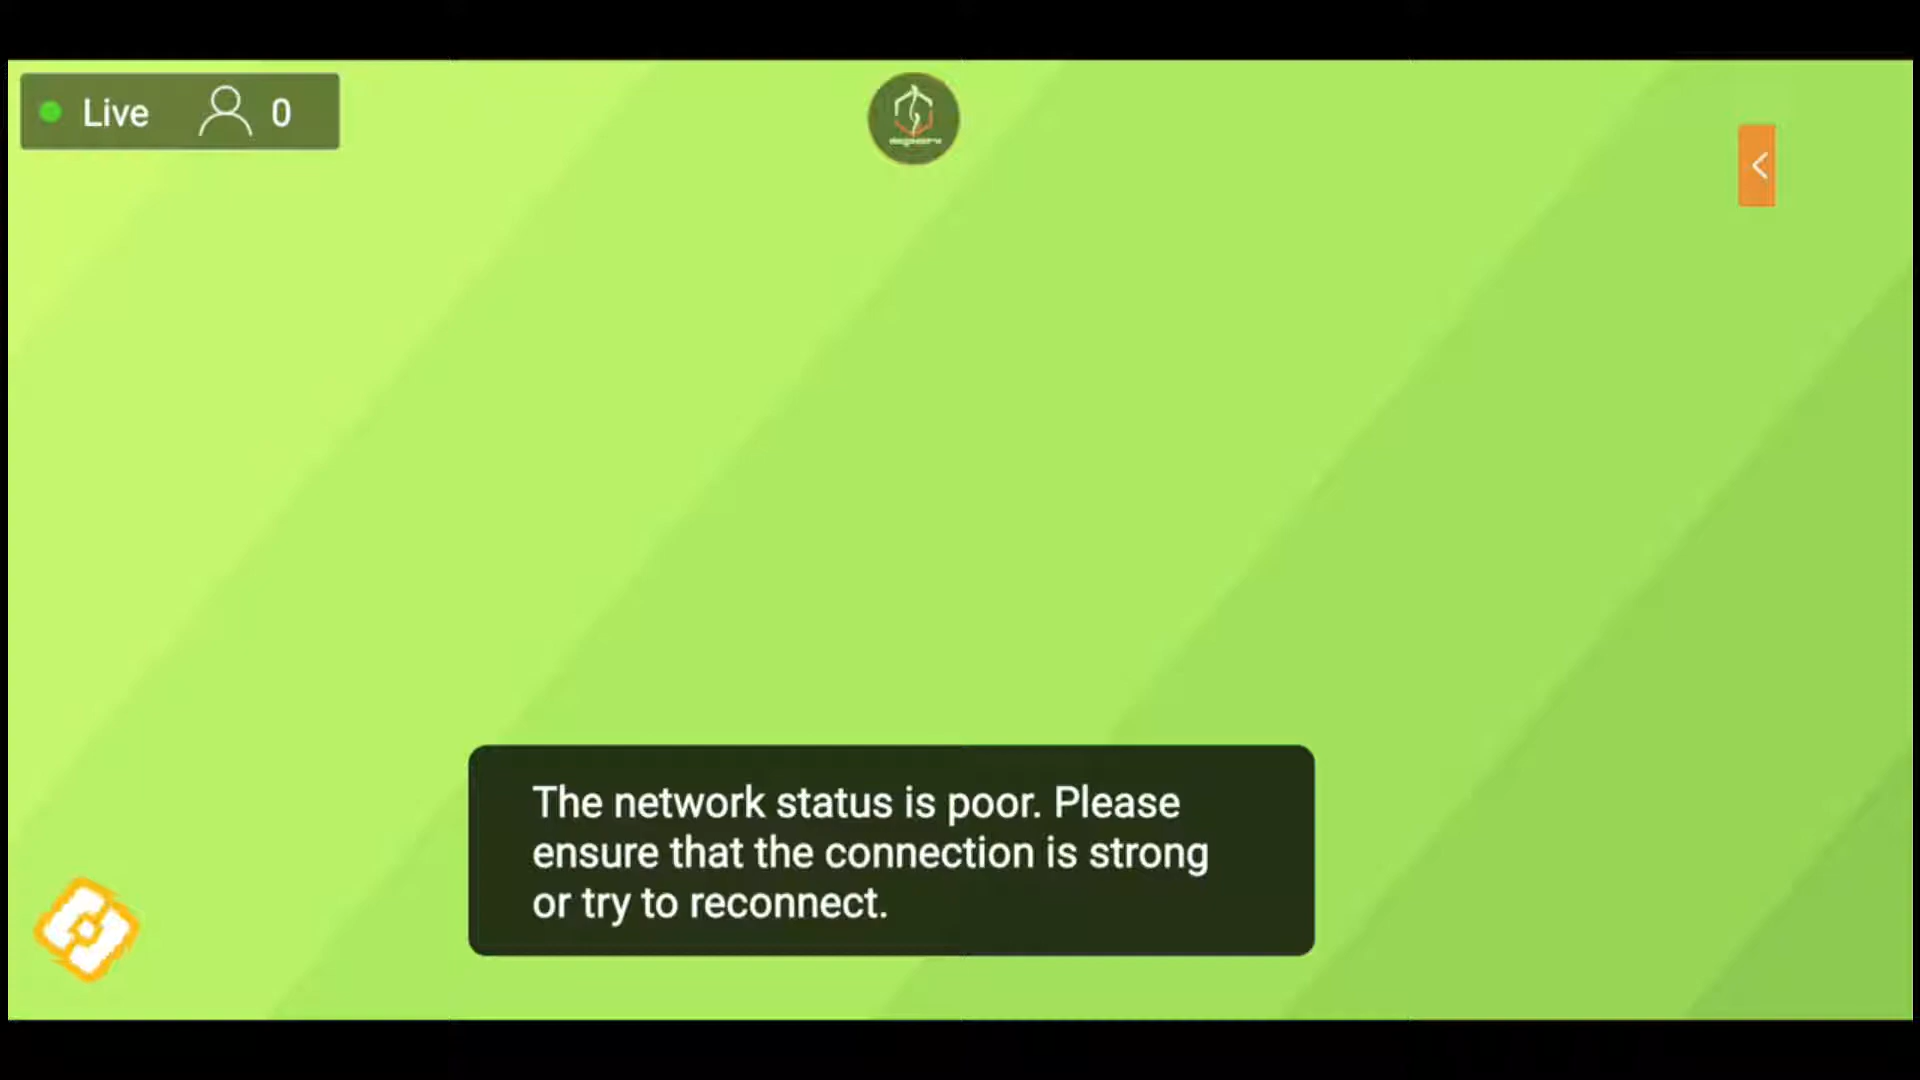 Live 0
The network status is poor. Please
ensure that the connection is strong
or try to reconnect.